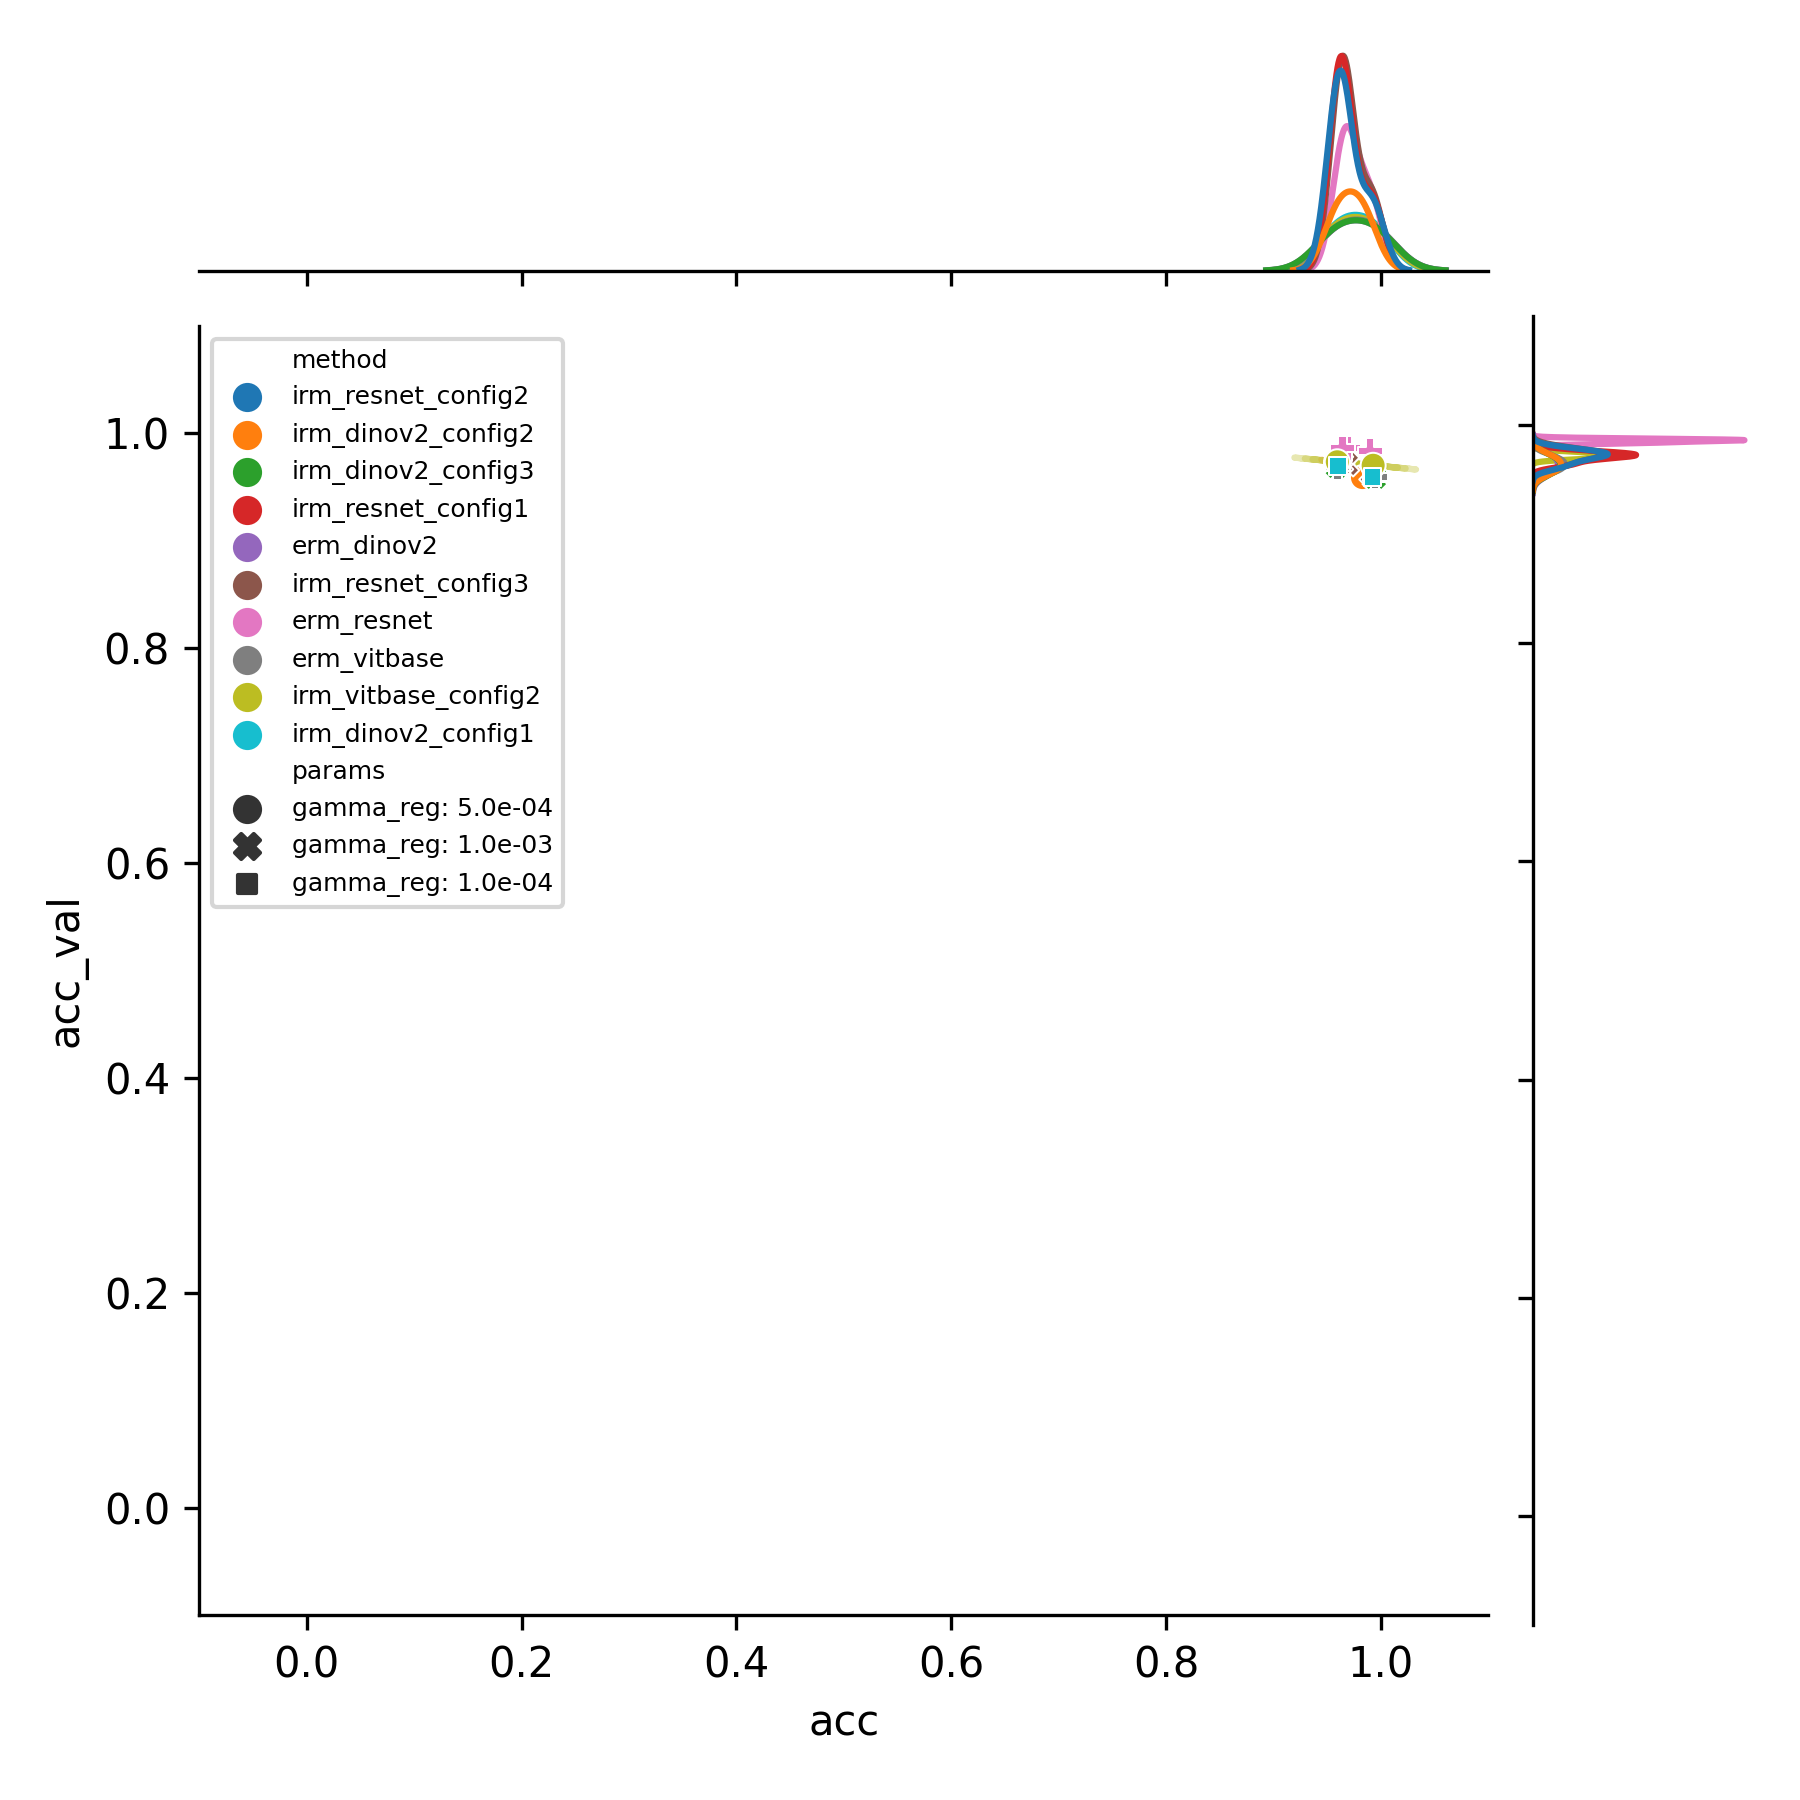 method
irm_resnet_config2
irm_dinov2_config2
irm_dinov2_config3
irm_resnet_config1
erm_dinov2
irm_resnet_config3
erm_resnet
erm_vitbase
irm_vitbase_config2
irm_dinov2_config1
params
gamma_reg: 5.0e-04
gamma_reg: 1.0e-03
gamma_reg: 1.0e-04
1.0
0.8
0.6
0.4
0.2
0.0
acc_val
0.0 0.2 0.4 0.6 0.8 1.0
acc